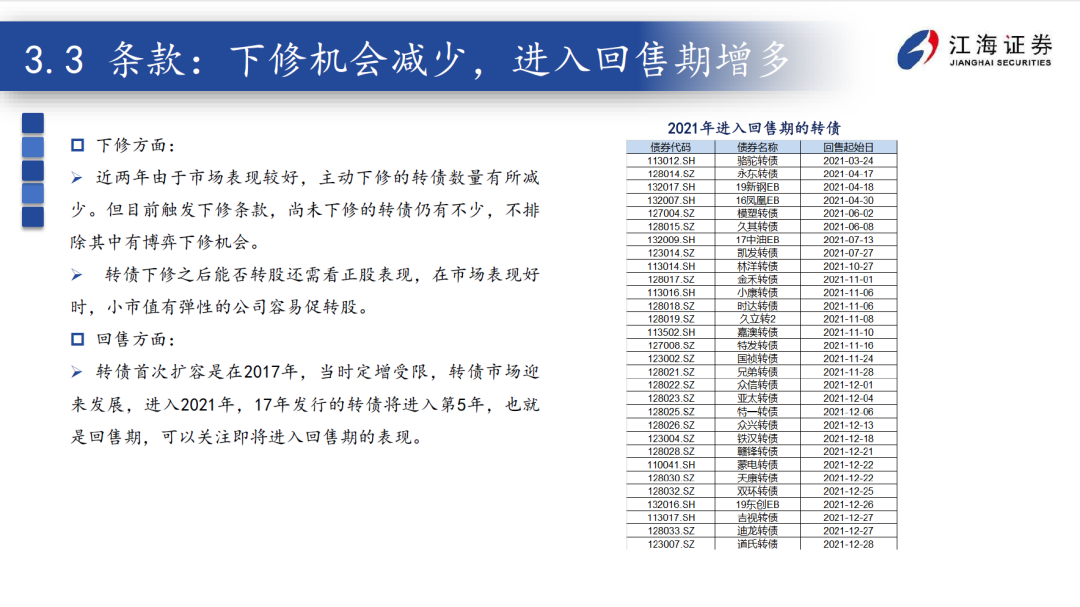 3.3 条款：下修机会减少，进入回售期增多
江海证券
JIANGHAI SECURITIES
下修方面：
近两年由于市场表现较好，主动下修的转债数量有所减
少。但目前触发下修条款，尚未下修的转债仍有不少，不排
除其中有博弈下修机会。
转债下修之后能否转股还需看正股表现，在市场表现好
时，小市值有弹性的公司容易促转股。
回售方面：
转债首次扩容是在2017年，当时定增受限，转债市场迎
来发展，进入2021年，17年发行的转债将进入第5年，也就
是回售期，可以关注即将进入回售期的表现。
2021年进入回售期的转债
债券代码 债券名称 回售起始日
113012.SH 骆驼转债 2021-03-24
128014.SZ 永东转债 2021-04-17
132017.SH 19新钢EB 2021-04-18
132007.SH 16凤凰EB 2021-04-30
127004.SZ 模塑转债 2021-06-02
128015.SZ 久其转债 2021-06-08
132009.SH 17中油EB 2021-07-13
123014.SZ 凯发转债 2021-07-27
113014.SH 林洋转债 2021-10-27
128017.SZ 金禾转债 2021-11-01
113016.SH 小康转债 2021-11-06
128018.SZ 时达转债 2021-11-06
128019.SZ 久立转2 2021-11-08
113502.SH 嘉澳转债 2021-11-10
127008.SZ 特发转债 2021-11-16
123002.SZ 国祯转债 2021-11-24
128021.SZ 兄弟转债 2021-11-28
128022.SZ 众信转债 2021-12-01
128023.SZ 亚太转债 2021-12-04
128025.SZ 特一转债 2021-12-06
128026.SZ 众兴转债 2021-12-13
123004.SZ 铁汉转债 2021-12-18
128028.SZ 赣锋转债 2021-12-21
110041.SH 蒙电转债 2021-12-22
128030.SZ 天康转债 2021-12-22
128032.SZ 双环转债 2021-12-25
132016.SH 19东创EB 2021-12-26
113017.SH 吉视转债 2021-12-27
128033.SZ 迪龙转债 2021-12-27
123007.SZ 道氏转债 2021-12-28